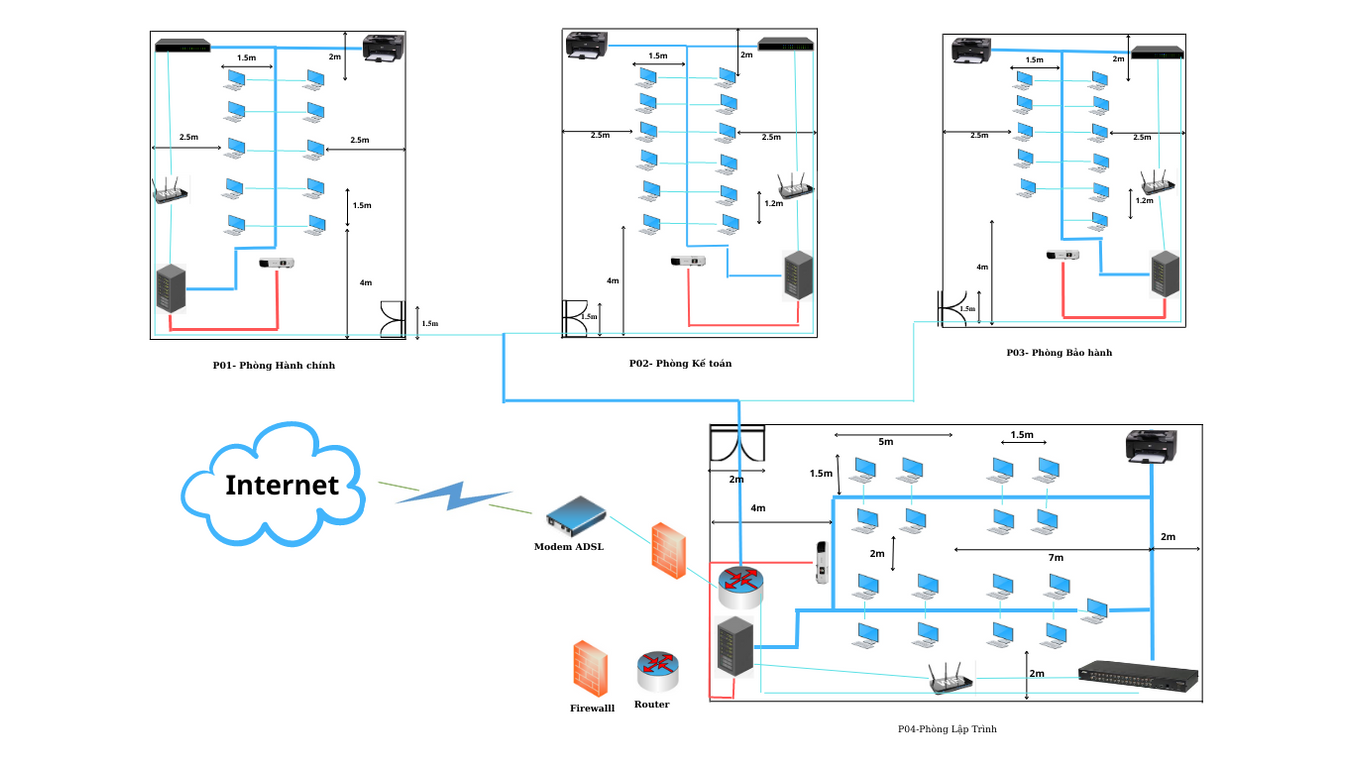 1.5m
2m
2.5m
2.5m
1.5m
4m
1.5m
P01- Phòng Hành chính
1.5m
2m
2.5m
2.5m
1.2m
4m
1.5m
P02- Phòng Kế toán
1.5m
2m
2.5m
2.5m
1.2m
4m
1.5m
P03- Phòng Bảo hành
Internet
Modem ADSL
Firewalll
Router
2m
4m
5m
1.5m
1.5m
2m
7m
2m
2m
P04-Phòng Lập Trình